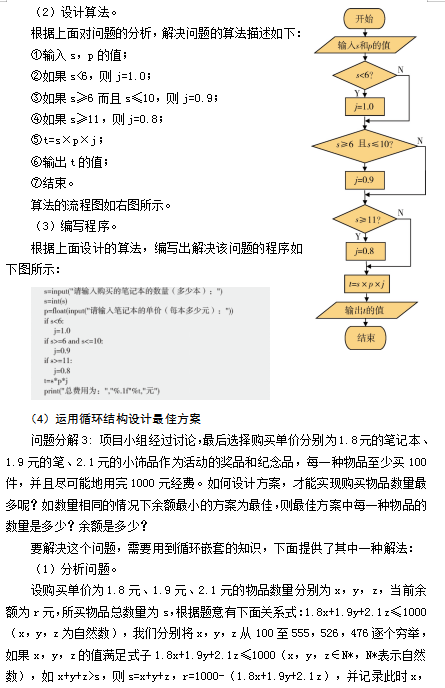 （2）设计算法。
根据上面对问题的分析，解决问题的算法描述如下：
①输入 s，p 的值；
②如果 s<6，则 j=1.0；
③如果 s≥6 而且 s≤10，则 j=0.9；
④如果 s≥11，则 j=0.8；
⑤t=s×p×j；
⑥输出 t 的值；
⑦结束。
算法的流程图如右图所示。
（3）编写程序。
根据上面设计的算法，编写出解决该问题的程序如
下图所示：
开始
输入s和p的值
s<6?
N
Y
j=1.0
s≥6 且s≤10?
N
j=0.9
s≥11?
N
Y
j=0.8
t=s×p×j
输出t的值
结束
s=input("请输入购买的笔记本的数量（多少本）：")
s=int(s)
p=float(input("请输入笔记本的单价（每本多少元）："))
if s<6:
j=1.0
if s>=6 and s<=10:
j=0.9
if s>=11:
j=0.8
t=s*p*j
print("总费用为：","%.1f"%t,"元")
（4）运用循环结构设计最佳方案
问题分解 3：项目小组经过讨论，最后选择购买单价分别为 1.8 元的笔记本、
1.9 元的笔、2.1 元的小饰品作为活动的奖品和纪念品，每一种物品至少买 100
件，并且尽可能地用完 1000 元经费。如何设计方案，才能实现购买物品数量最
多呢？如数量相同的情况下余额最小的方案为最佳，则最佳方案中每一种物品的
数量是多少？余额是多少？
要解决这个问题，需要用到循环嵌套的知识，下面提供了其中一种解法：
（1）分析问题。
设购买单价为 1.8 元、1.9 元、2.1 元的物品数量分别为 x，y，z，当前余
额为 r 元，所买物品总数量为 s，根据题意有下面关系式：1.8x+1.9y+2.1z≤1000
（x，y，z 为自然数），我们分别将 x，y，z 从 100 至 555，526，476 逐个穷举，
如果 x，y，z 的值满足式子 1.8x+1.9y+2.1z≤1000（x，y，z∈N*，N*表示自然
数），如 x+y+z>s，则 s=x+y+z，r=1000-（1.8x+1.9y+2.1z），并记录此时 x，